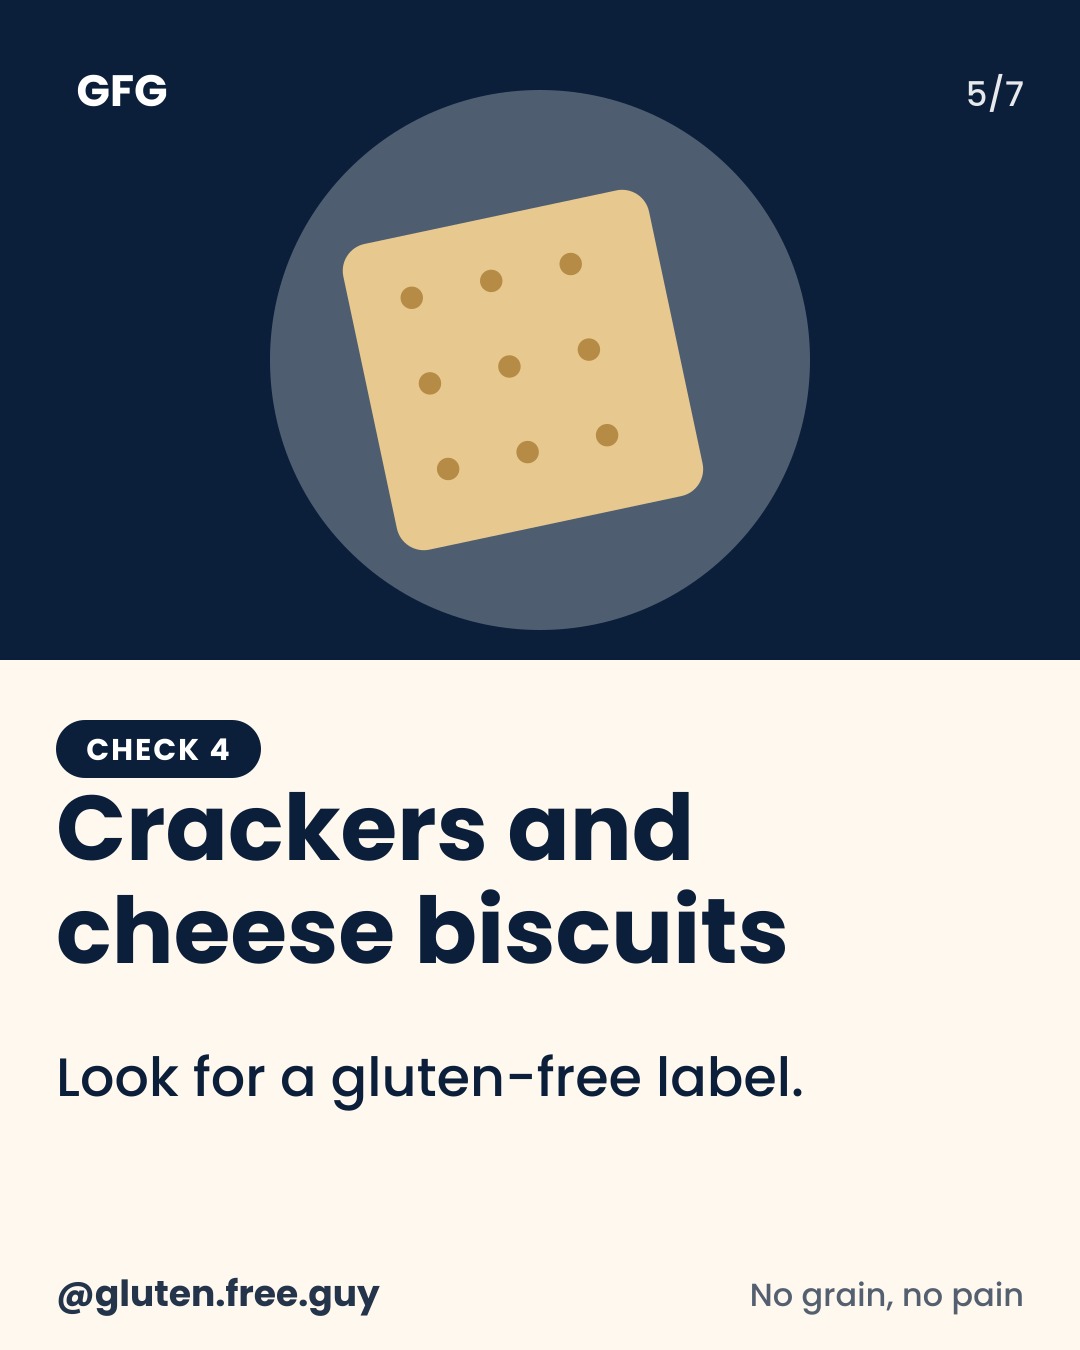 GFG
5/7
CHECK 4
Crackers and
cheese biscuits
Look for a gluten-free label.
@gluten.free.guy
No grain, no pain